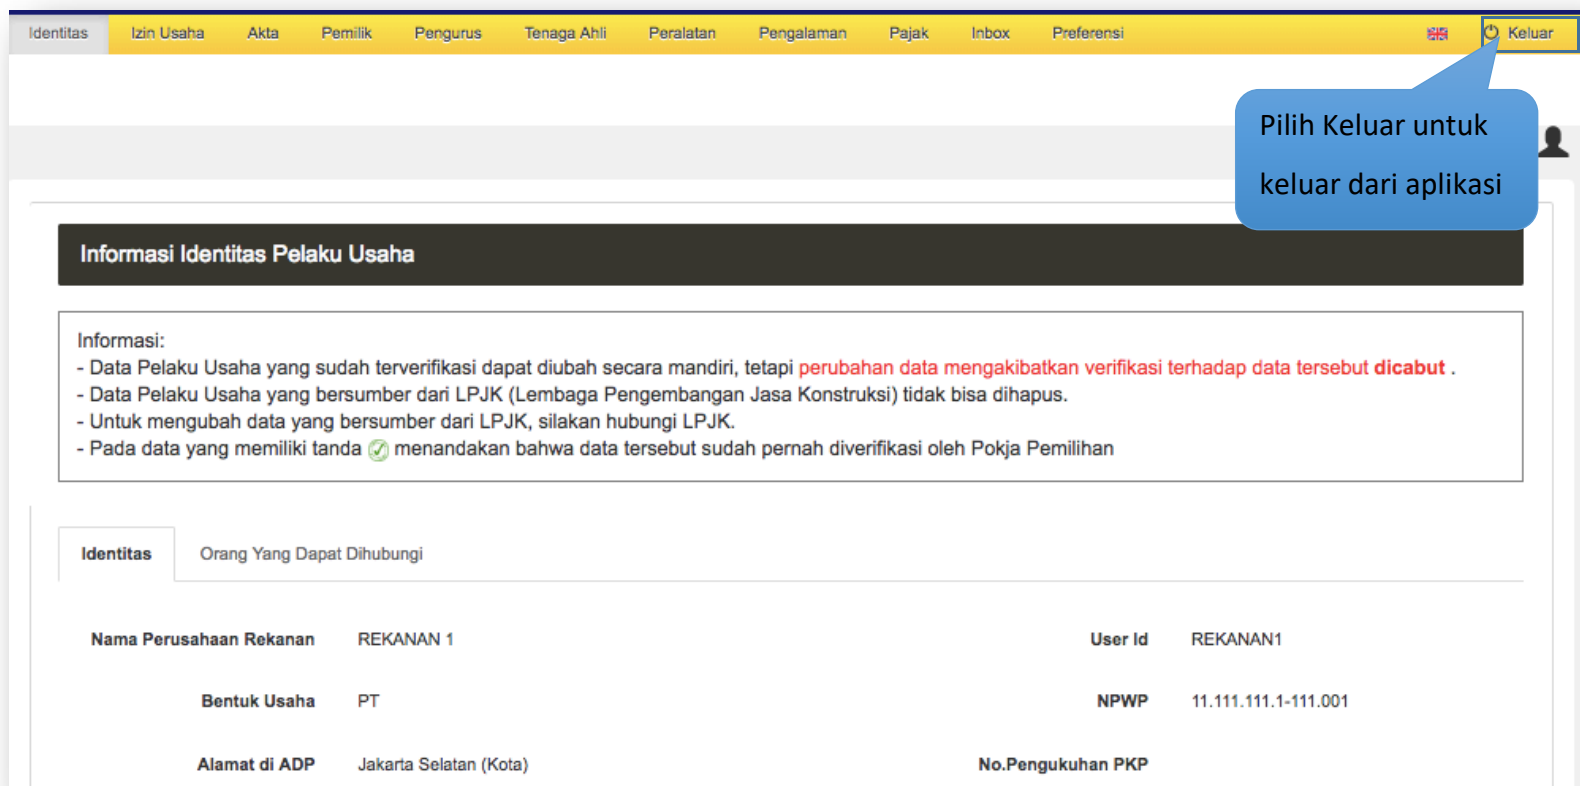 Identitas Izin Usaha Akta Pemilik Pengurus Tenaga Ahli Peralatan Pengalaman Pajak Inbox Preferensi Keluar
Pilih Keluar untuk
keluar dari aplikasi
Informasi Identitas Pelaku Usaha
Informasi:
- Data Pelaku Usaha yang sudah terverifikasi dapat diubah secara mandiri, tetapi perubahan data mengakibatkan verifikasi terhadap data tersebut dicabut .
- Data Pelaku Usaha yang bersumber dari LPJK (Lembaga Pengembangan Jasa Konstruksi) tidak bisa dihapus.
- Untuk mengubah data yang bersumber dari LPJK, silakan hubungi LPJK.
- Pada data yang memiliki tanda menandakan bahwa data tersebut sudah pernah diverifikasi oleh Pokja Pemilihan
Identitas Orang Yang Dapat Dihubungi
Nama Perusahaan Rekanan REKANAN 1 User Id REKANAN1
Bentuk Usaha PT NPWP 11.111.111.1-111.001
Alamat di ADP Jakarta Selatan (Kota) No.Pengukuhan PKP